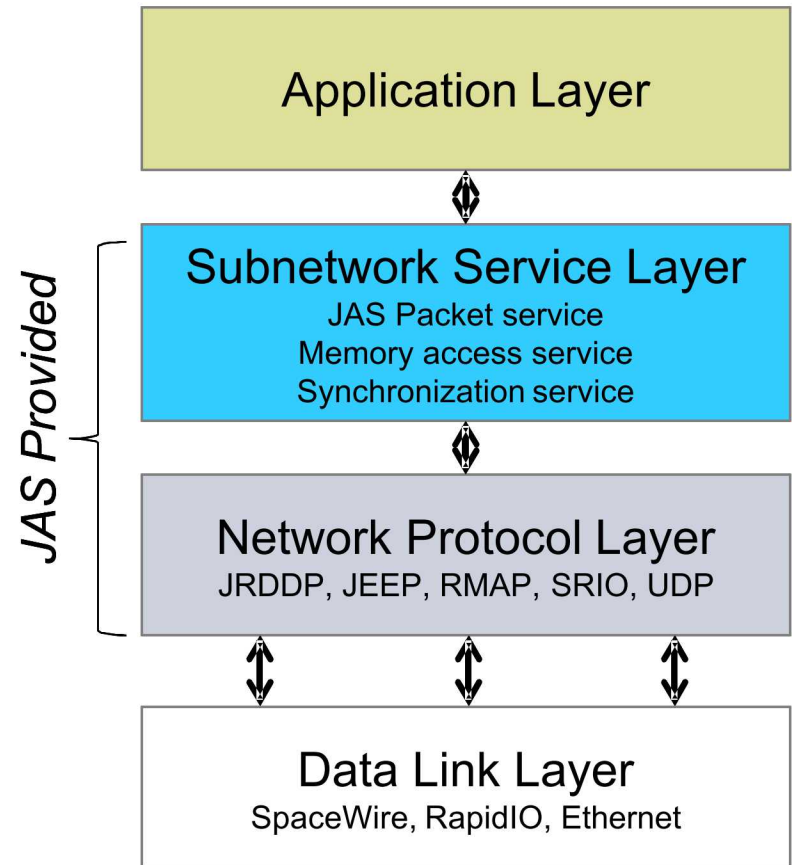 Application Layer
JAS Provided
Subnetwork Service Layer
JAS Packet service
Memory access service
Synchronization service
Network Protocol Layer
JRDDP, JEEP, RMAP, SRIO, UDP
Data Link Layer
SpaceWire, RapidIO, Ethernet